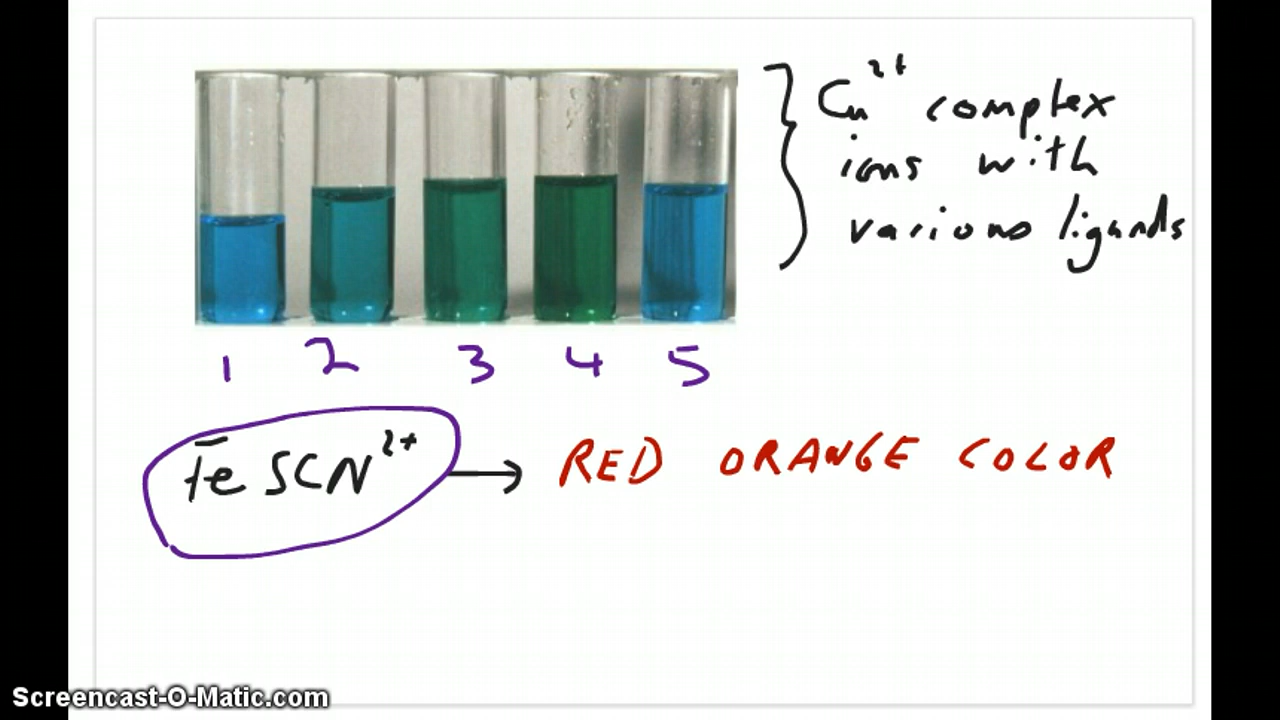 Cu²⁺ complex
ions with
various ligands
1 2 3 4 5
FeSCN²⁺ → RED ORANGE COLOR
Screencast-O-Matic.com